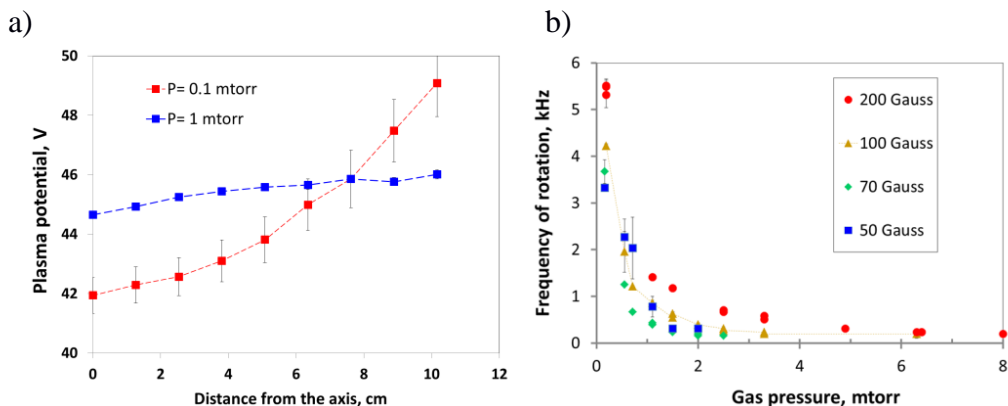 a)
50
48
46
44
42
40
Plasma potential, V
P= 0.1 mtorr
P= 1 mtorr
0 2 4 6 8 10 12
Distance from the axis, cm
b)
6
5
4
3
2
1
0
Frequency of rotation, kHz
200 Gauss
100 Gauss
70 Gauss
50 Gauss
0 2 4 6 8
Gas pressure, mtorr